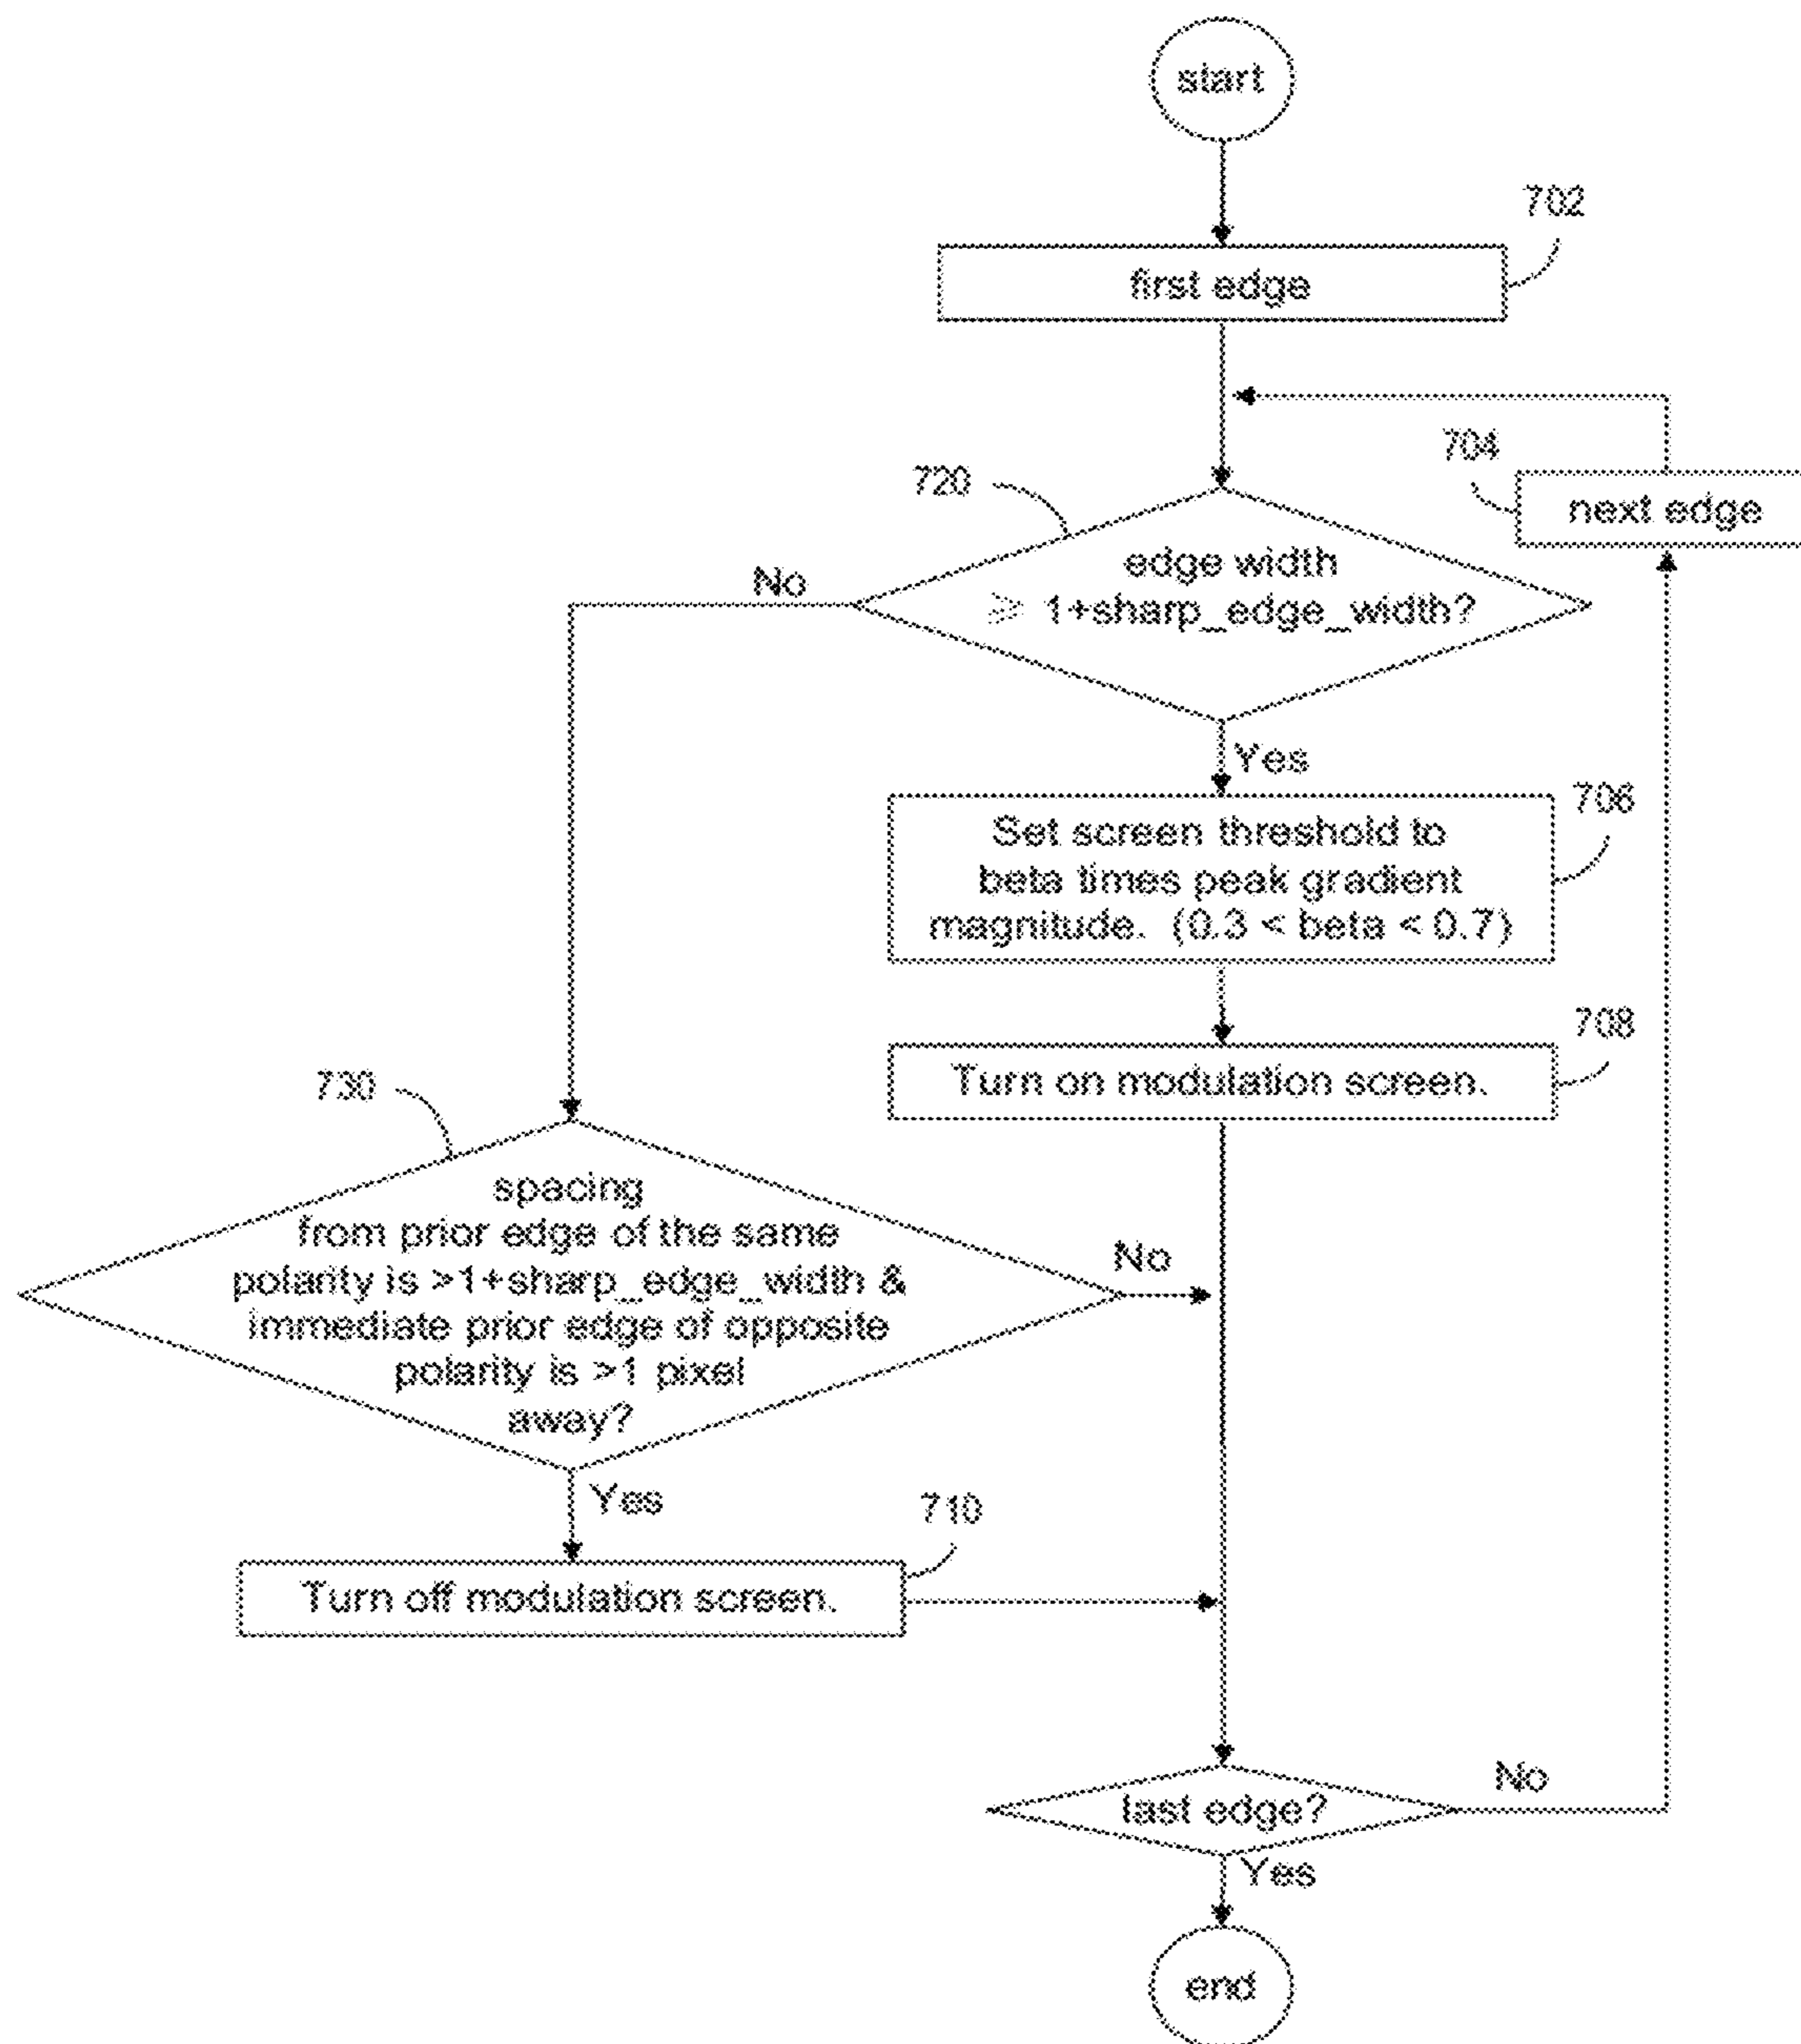 start
702
first edge
704
next edge
720
edge width
≥ 1+sharp_edge_width?
No
Yes
706
Set screen threshold to
beta times peak gradient
magnitude. (0.3 < beta < 0.7)
708
Turn on modulation screen.
730
spacing
from prior edge of the same
polarity is >1+sharp_edge_width &
immediate prior edge of opposite
polarity is >1 pixel
away?
No
Yes
710
Turn off modulation screen.
last edge?
No
Yes
end